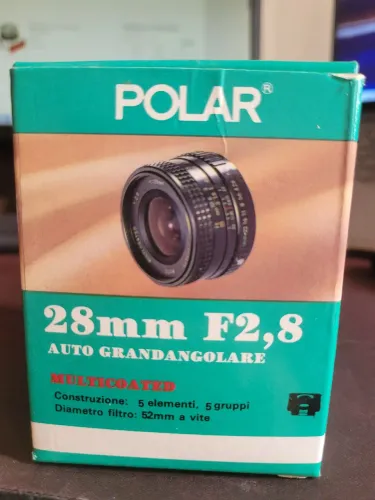 POLAR®
28mm F2,8
AUTO GRANDANGOLARE
MULTICOATED
Construzione: 5 elementi, 5 gruppi
Diametro filtro: 52mm a vite